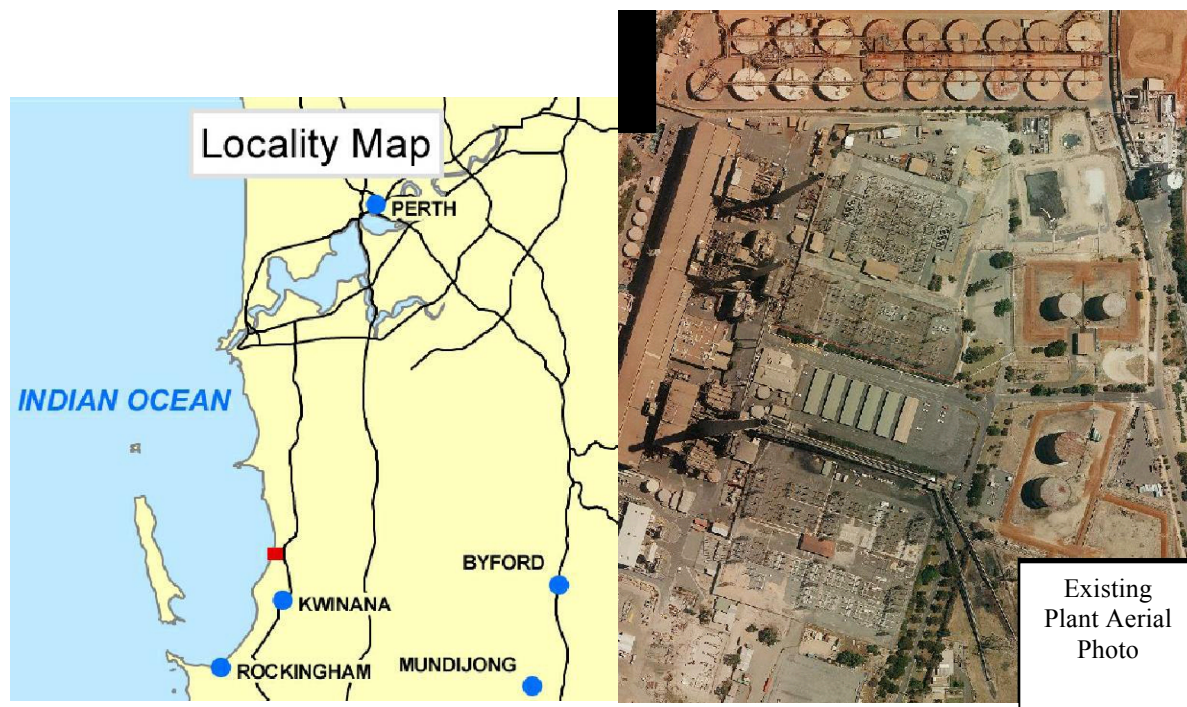 Locality Map
PERTH
INDIAN OCEAN
BYFORD
KWINANA
MUNDIJONG
ROCKINGHAM
Existing
Plant Aerial
Photo